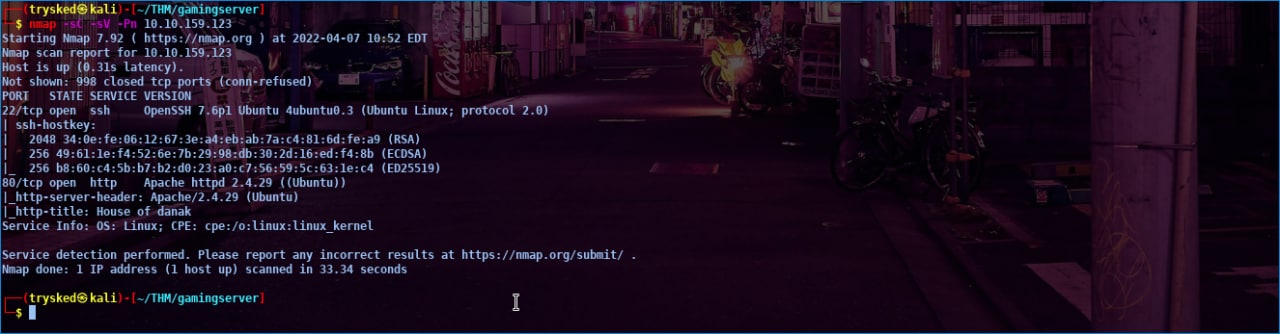 ┌──(trysked㉿kali)-[~/THM/gamingserver]
└─$ nmap -sC -sV -Pn 10.10.159.123
Starting Nmap 7.92 ( https://nmap.org ) at 2022-04-07 10:52 EDT
Nmap scan report for 10.10.159.123
Host is up (0.31s latency).
Not shown: 998 closed tcp ports (conn-refused)
PORT   STATE SERVICE VERSION
22/tcp open  ssh     OpenSSH 7.6p1 Ubuntu 4ubuntu0.3 (Ubuntu Linux; protocol 2.0)
| ssh-hostkey:
|   2048 34:0e:fe:06:12:67:3e:a4:eb:ab:7a:c4:81:6d:fe:a9 (RSA)
|   256 49:61:1e:f4:52:6e:7b:29:98:db:30:2d:16:ed:f4:8b (ECDSA)
|_  256 b8:60:c4:5b:b7:b2:d0:23:a0:c7:56:59:5c:63:1e:c4 (ED25519)
80/tcp open  http    Apache httpd 2.4.29 ((Ubuntu))
|_http-server-header: Apache/2.4.29 (Ubuntu)
|_http-title: House of danak
Service Info: OS: Linux; CPE: cpe:/o:linux:linux_kernel
Service detection performed. Please report any incorrect results at https://nmap.org/submit/ .
Nmap done: 1 IP address (1 host up) scanned in 33.34 seconds
┌──(trysked㉿kali)-[~/THM/gamingserver]
└─$
Coca-Cola